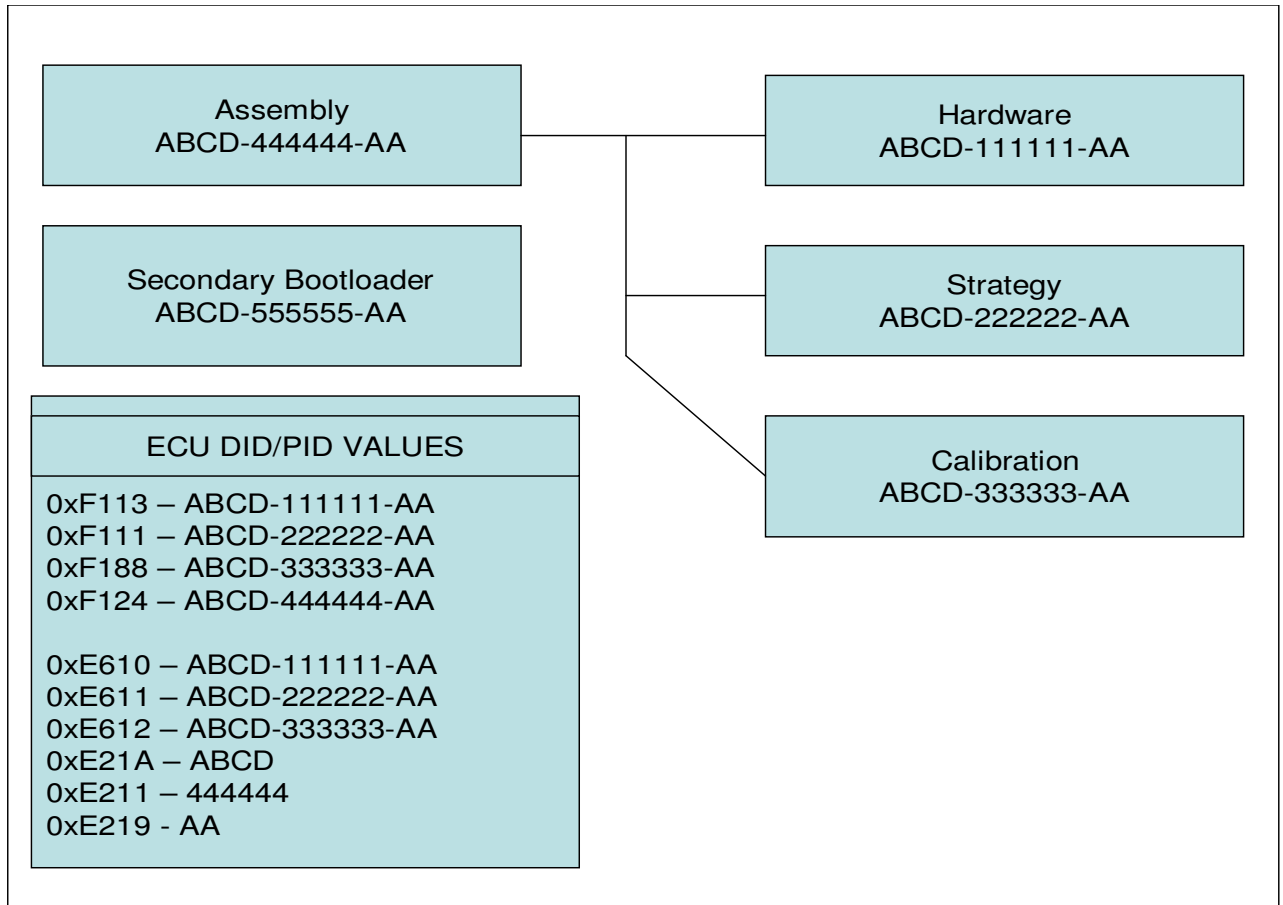 Assembly
ABCD-444444-AA
Hardware
ABCD-111111-AA
Secondary Bootloader
ABCD-555555-AA
Strategy
ABCD-222222-AA
Calibration
ABCD-333333-AA
ECU DID/PID VALUES
0xF113 – ABCD-111111-AA
0xF111 – ABCD-222222-AA
0xF188 – ABCD-333333-AA
0xF124 – ABCD-444444-AA
0xE610 – ABCD-111111-AA
0xE611 – ABCD-222222-AA
0xE612 – ABCD-333333-AA
0xE21A – ABCD
0xE211 – 444444
0xE219 - AA